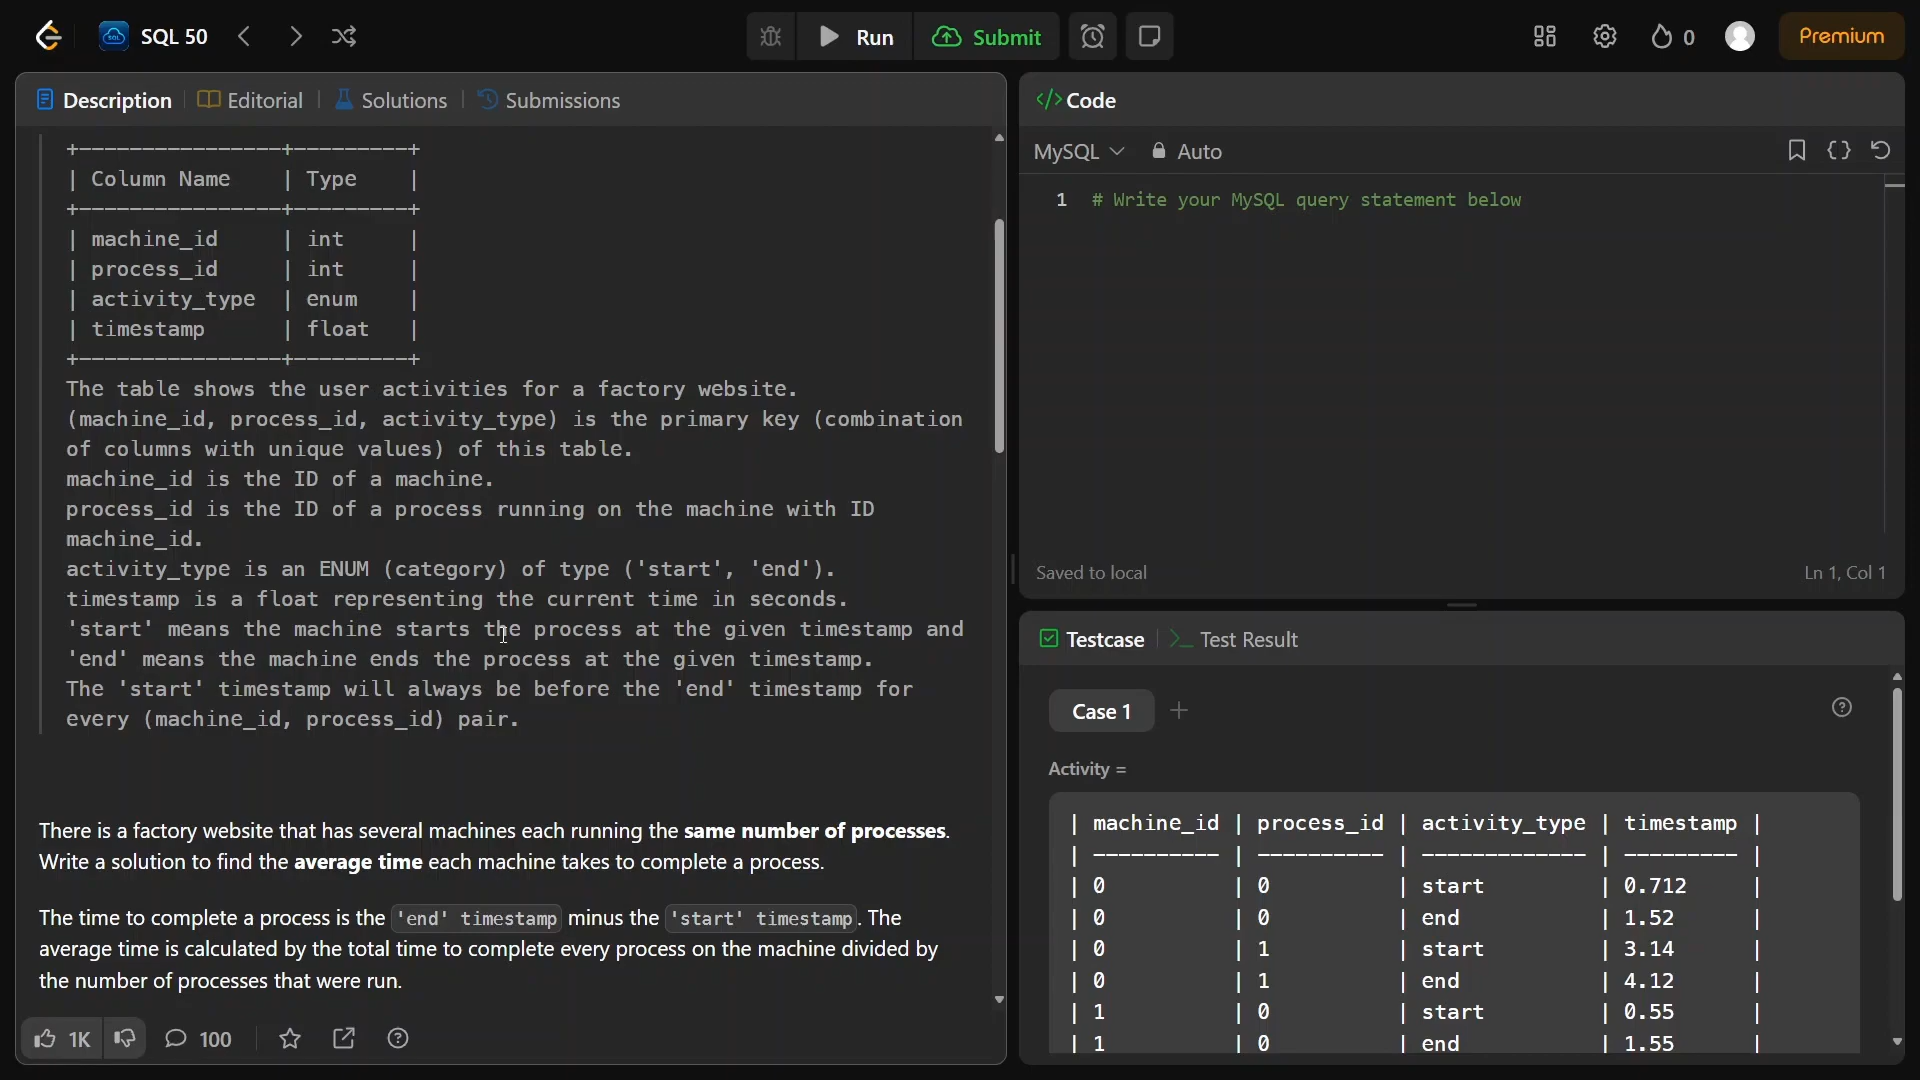 SQL 50
Run
Submit
0
Premium
Description
Editorial
Solutions
Submissions
+----------------+---------+
| Column Name    | Type    |
+----------------+---------+
| machine_id     | int     |
| process_id     | int     |
| activity_type  | enum    |
| timestamp      | float   |
+----------------+---------+
The table shows the user activities for a factory website.
(machine_id, process_id, activity_type) is the primary key (combination
of columns with unique values) of this table.
machine_id is the ID of a machine.
process_id is the ID of a process running on the machine with ID
machine_id.
activity_type is an ENUM (category) of type ('start', 'end').
timestamp is a float representing the current time in seconds.
'start' means the machine starts the process at the given timestamp and
'end' means the machine ends the process at the given timestamp.
The 'start' timestamp will always be before the 'end' timestamp for
every (machine_id, process_id) pair.
There is a factory website that has several machines each running the same number of processes.
Write a solution to find the average time each machine takes to complete a process.
The time to complete a process is the 'end' timestamp minus the 'start' timestamp. The
average time is calculated by the total time to complete every process on the machine divided by
the number of processes that were run.
1K
100
</> Code
MySQL
Auto
{}
1 # Write your MySQL query statement below
Saved to local
Ln 1, Col 1
Testcase
>_ Test Result
Case 1
+
Activity =
| machine_id | process_id | activity_type | timestamp |
| ---------- | ---------- | ------------- | --------- |
| 0          | 0          | start         | 0.712     |
| 0          | 0          | end           | 1.52      |
| 0          | 1          | start         | 3.14      |
| 0          | 1          | end           | 4.12      |
| 1          | 0          | start         | 0.55      |
| 1          | 0          | end           | 1.55      |